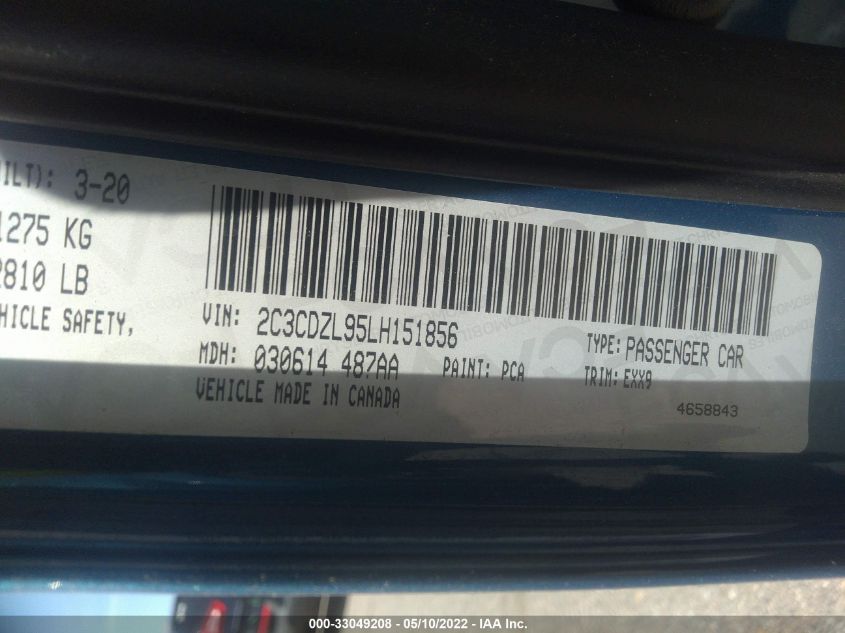 ILT): 3-20
1275 KG
2810 LB
HICLE SAFETY,
VIN: 2C3CDZL95LH151856
MDH: 030614 487AA
PAINT: PCA
VEHICLE MADE IN CANADA
TYPE: PASSENGER CAR
TRIM: EXX9
4658843
000-33049208 - 05/10/2022 - IAA Inc.